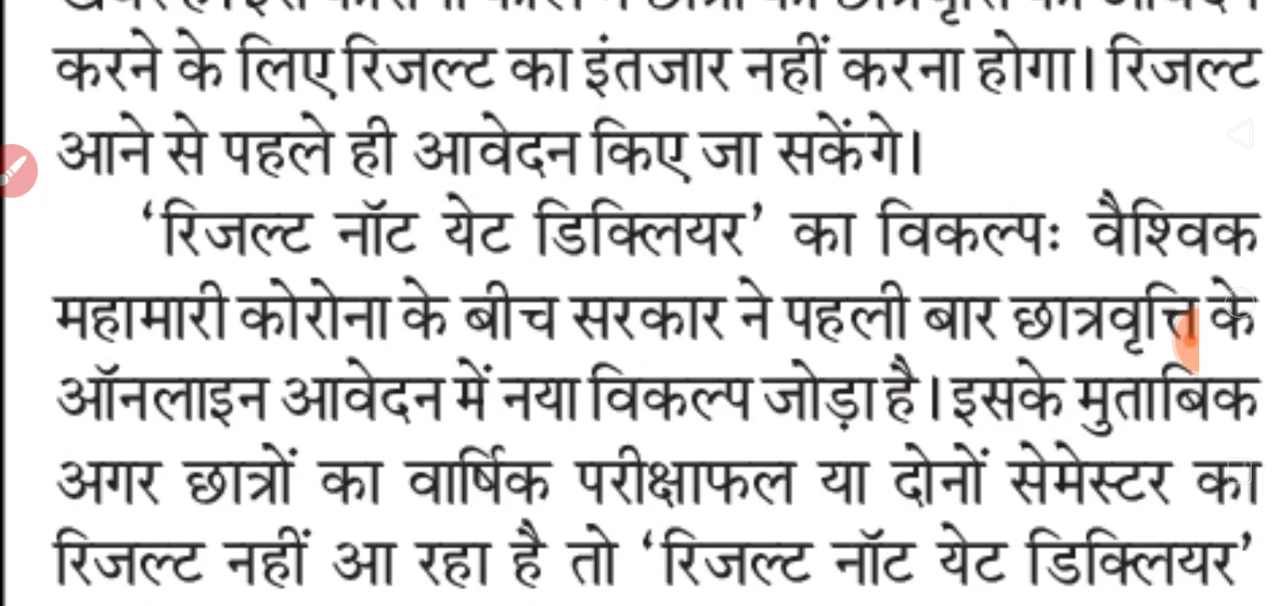 करने के लिए रिजल्ट का इंतजार नहीं करना होगा। रिजल्ट
आने से पहले ही आवेदन किए जा सकेंगे।
‘रिजल्ट नॉट येट डिक्लियर’ का विकल्पः वैश्विक
महामारी कोरोना के बीच सरकार ने पहली बार छात्रवृत्ति के
ऑनलाइन आवेदन में नया विकल्प जोड़ा है। इसके मुताबिक
अगर छात्रों का वार्षिक परीक्षाफल या दोनों सेमेस्टर का
रिजल्ट नहीं आ रहा है तो ‘रिजल्ट नॉट येट डिक्लियर’